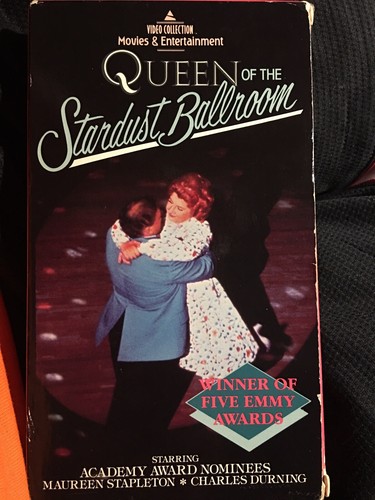 VIDEO COLLECTION
Movies & Entertainment
QUEEN OF THE
Stardust Ballroom
WINNER OF
FIVE EMMY
AWARDS
STARRING
ACADEMY AWARD NOMINEES
MAUREEN STAPLETON * CHARLES DURNING